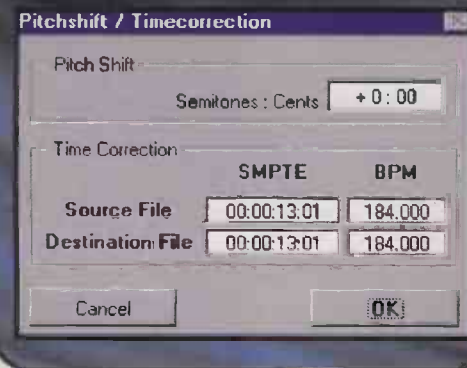 Pitchshift / Timecorrection
Pitch Shift
Semitones : Cents +0:00
Time Correction
SMPTE BPM
Source File 00:00:13:01 184.000
Destination File 00:00:13:01 184.000
Cancel OK